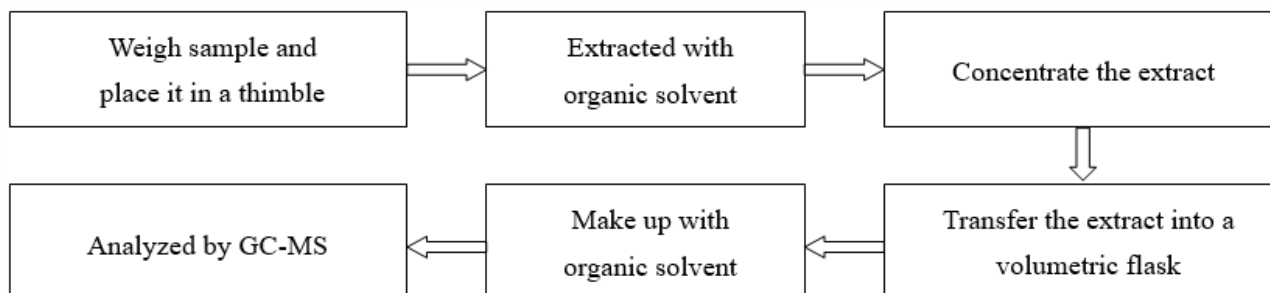 Weigh sample and
place it in a thimble
Extracted with
organic solvent
Concentrate the extract
Transfer the extract into a
volumetric flask
Make up with
organic solvent
Analyzed by GC-MS